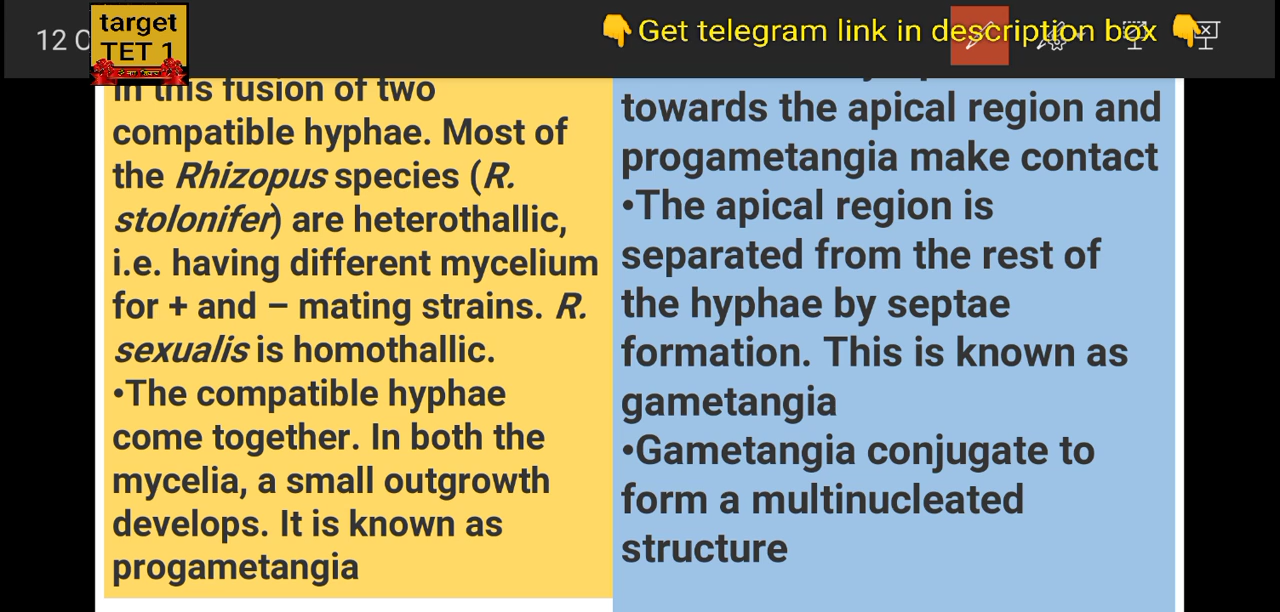 12 O
target
TET 1
👇Get telegram link in description box 👇
in this fusion of two
compatible hyphae. Most of
the Rhizopus species (R.
stolonifer) are heterothallic,
i.e. having different mycelium
for + and – mating strains. R.
sexualis is homothallic.
•The compatible hyphae
come together. In both the
mycelia, a small outgrowth
develops. It is known as
progametangia
towards the apical region and
progametangia make contact
•The apical region is
separated from the rest of
the hyphae by septae
formation. This is known as
gametangia
•Gametangia conjugate to
form a multinucleated
structure